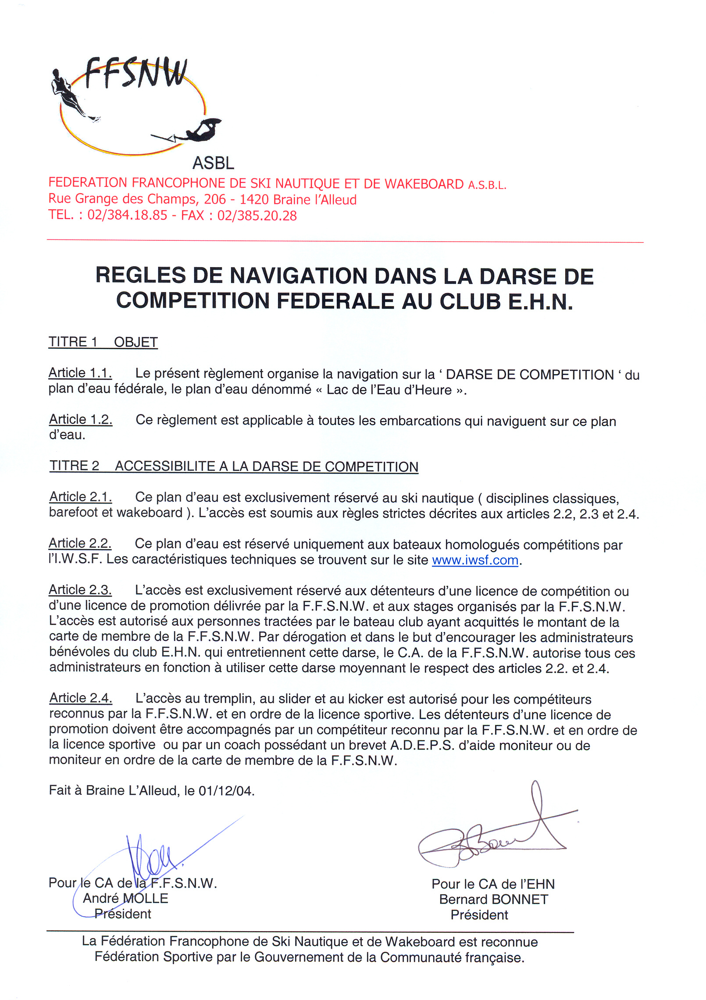 FFSNW
ASBL
FEDERATION FRANCOPHONE DE SKI NAUTIQUE ET DE WAKEBOARD A.S.B.L.
Rue Grange des Champs, 206 - 1420 Braine l'Alleud
TEL. : 02/384.18.85 - FAX : 02/385.20.28
REGLES DE NAVIGATION DANS LA DARSE DE
COMPETITION FEDERALE AU CLUB E.H.N.
TITRE 1 OBJET
Article 1.1. Le présent règlement organise la navigation sur la ‘ DARSE DE COMPETITION ‘ du
plan d’eau fédérale, le plan d’eau dénommé « Lac de l’Eau d’Heure ».
Article 1.2. Ce règlement est applicable à toutes les embarcations qui naviguent sur ce plan
d’eau.
TITRE 2 ACCESSIBILITE A LA DARSE DE COMPETITION
Article 2.1. Ce plan d’eau est exclusivement réservé au ski nautique ( disciplines classiques,
barefoot et wakeboard ). L’accès est soumis aux règles strictes décrites aux articles 2.2, 2.3 et 2.4.
Article 2.2. Ce plan d’eau est réservé uniquement aux bateaux homologués compétitions par
l’I.W.S.F. Les caractéristiques techniques se trouvent sur le site www.iwsf.com.
Article 2.3. L’accès est exclusivement réservé aux détenteurs d’une licence de compétition ou
d’une licence de promotion délivrée par la F.F.S.N.W. et aux stages organisés par la F.F.S.N.W.
L’accès est autorisé aux personnes tractées par le bateau club ayant acquittés le montant de la
carte de membre de la F.F.S.N.W. Par dérogation et dans le but d’encourager les administrateurs
bénévoles du club E.H.N. qui entretiennent cette darse, le C.A. de la F.F.S.N.W. autorise tous ces
administrateurs en fonction à utiliser cette darse moyennant le respect des articles 2.2. et 2.4.
Article 2.4. L’accès au tremplin, au slider et au kicker est autorisé pour les compétiteurs
reconnus par la F.F.S.N.W. et en ordre de la licence sportive. Les détenteurs d’une licence de
promotion doivent être accompagnés par un compétiteur reconnu par la F.F.S.N.W. et en ordre de
la licence sportive ou par un coach possédant un brevet A.D.E.P.S. d’aide moniteur ou de
moniteur en ordre de la carte de membre de la F.F.S.N.W.
Fait à Braine L’Alleud, le 01/12/04.
Pour le CA de la F.F.S.N.W.
André MOLLE
Président
Pour le CA de l’EHN
Bernard BONNET
Président
La Fédération Francophone de Ski Nautique et de Wakeboard est reconnue
Fédération Sportive par le Gouvernement de la Communauté française.